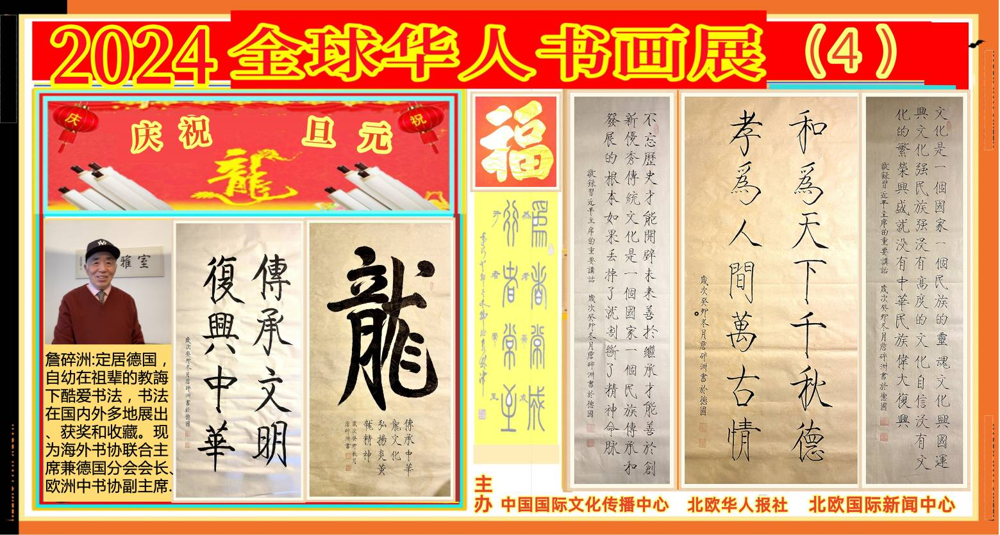 2024全球华人书画展（4）
庆
庆祝
旦元
祝
龍
福
NY
雅室
詹碎洲:定居德国，
自幼在祖辈的教誨
下酷爱书法，书法
在国内外多地展出
、获奖和收藏。现
为海外书协联合主
席兼德国分会会长、
欧洲中书协副主席.
傳承文明
復興中華
歲次癸卯冬月詹碎洲書於德國
龍
傳承中華
龍文化
弘揚炎黃
龍精神
歲次癸卯秋月
詹碎洲書
爲者常成
行者常至
不忘歷史才能開辟未来善於繼承才能善於創
新優秀傳統文化是一個國家一個民族傳承和
發展的根本如果丢掉了就割斷了精神命脉
敬録習近平主席的重要講話 歲次癸卯冬月詹碎洲書於德國
和爲天下千秋德
孝爲人間萬古情
歲次癸卯冬月詹碎洲書於德國
文化是一個國家一個民族的靈魂文化興國運
興文化强民族强没有高度的文化自信没有文
化的繁榮興盛就没有中華民族偉大復興
敬録習近平主席的重要講話 歲次癸卯冬月詹碎洲書於德國
主办 中国国际文化传播中心 北欧华人报社 北欧国际新闻中心